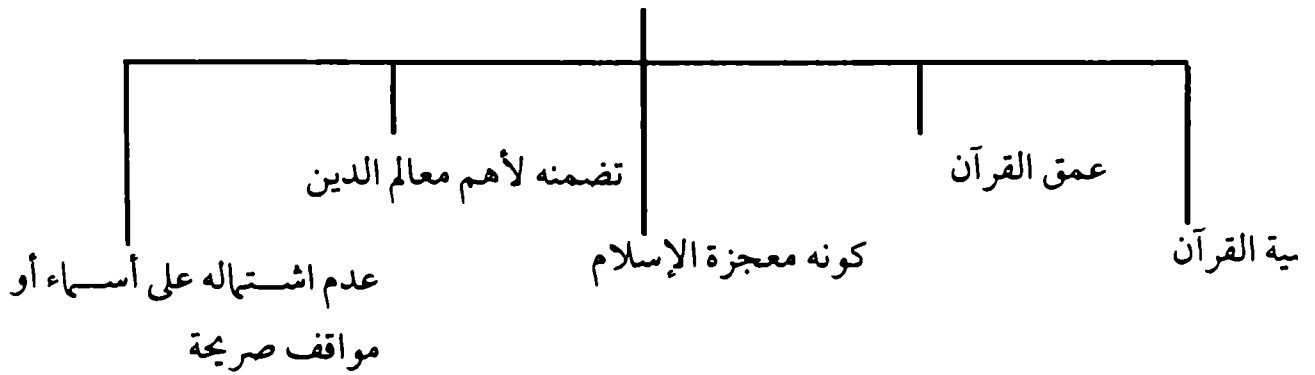 القرآن
عمق القرآن
كونه معجزة الإسلام
تضمنه لأهم معالم الدين
عدم اشتماله على أسماء أو
مواقف صريحة